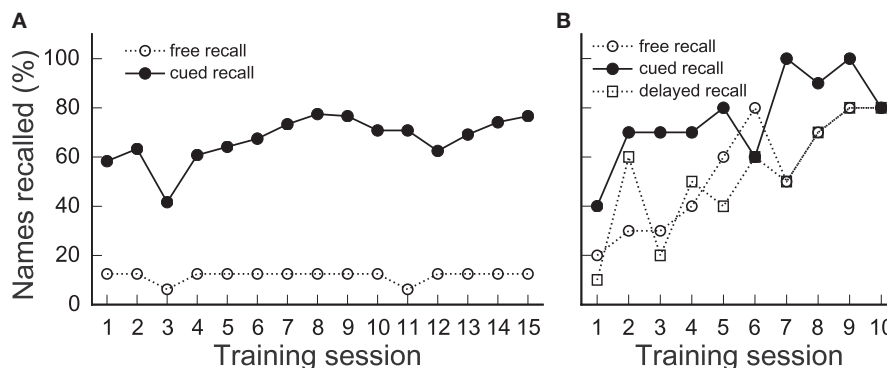 A
free recall
cued recall
Names recalled (%)
100
80
60
40
20
0
1 2 3 4 5 6 7 8 9 10 11 12 13 14 15
Training session
B
free recall
cued recall
delayed recall
1 2 3 4 5 6 7 8 9 10
Training session